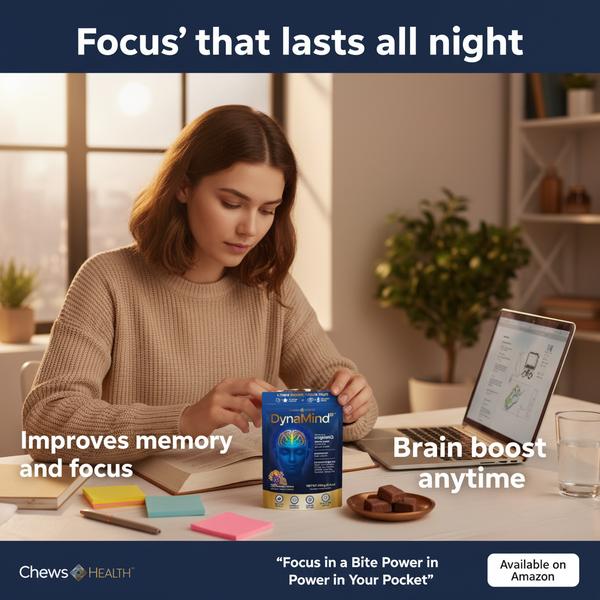 Focus’ that lasts all night
DynaMind
Improves memory
and focus
Brain boost
anytime
Chews HEALTH™
“Focus in a Bite Power in
Power in Your Pocket”
Available on
Amazon